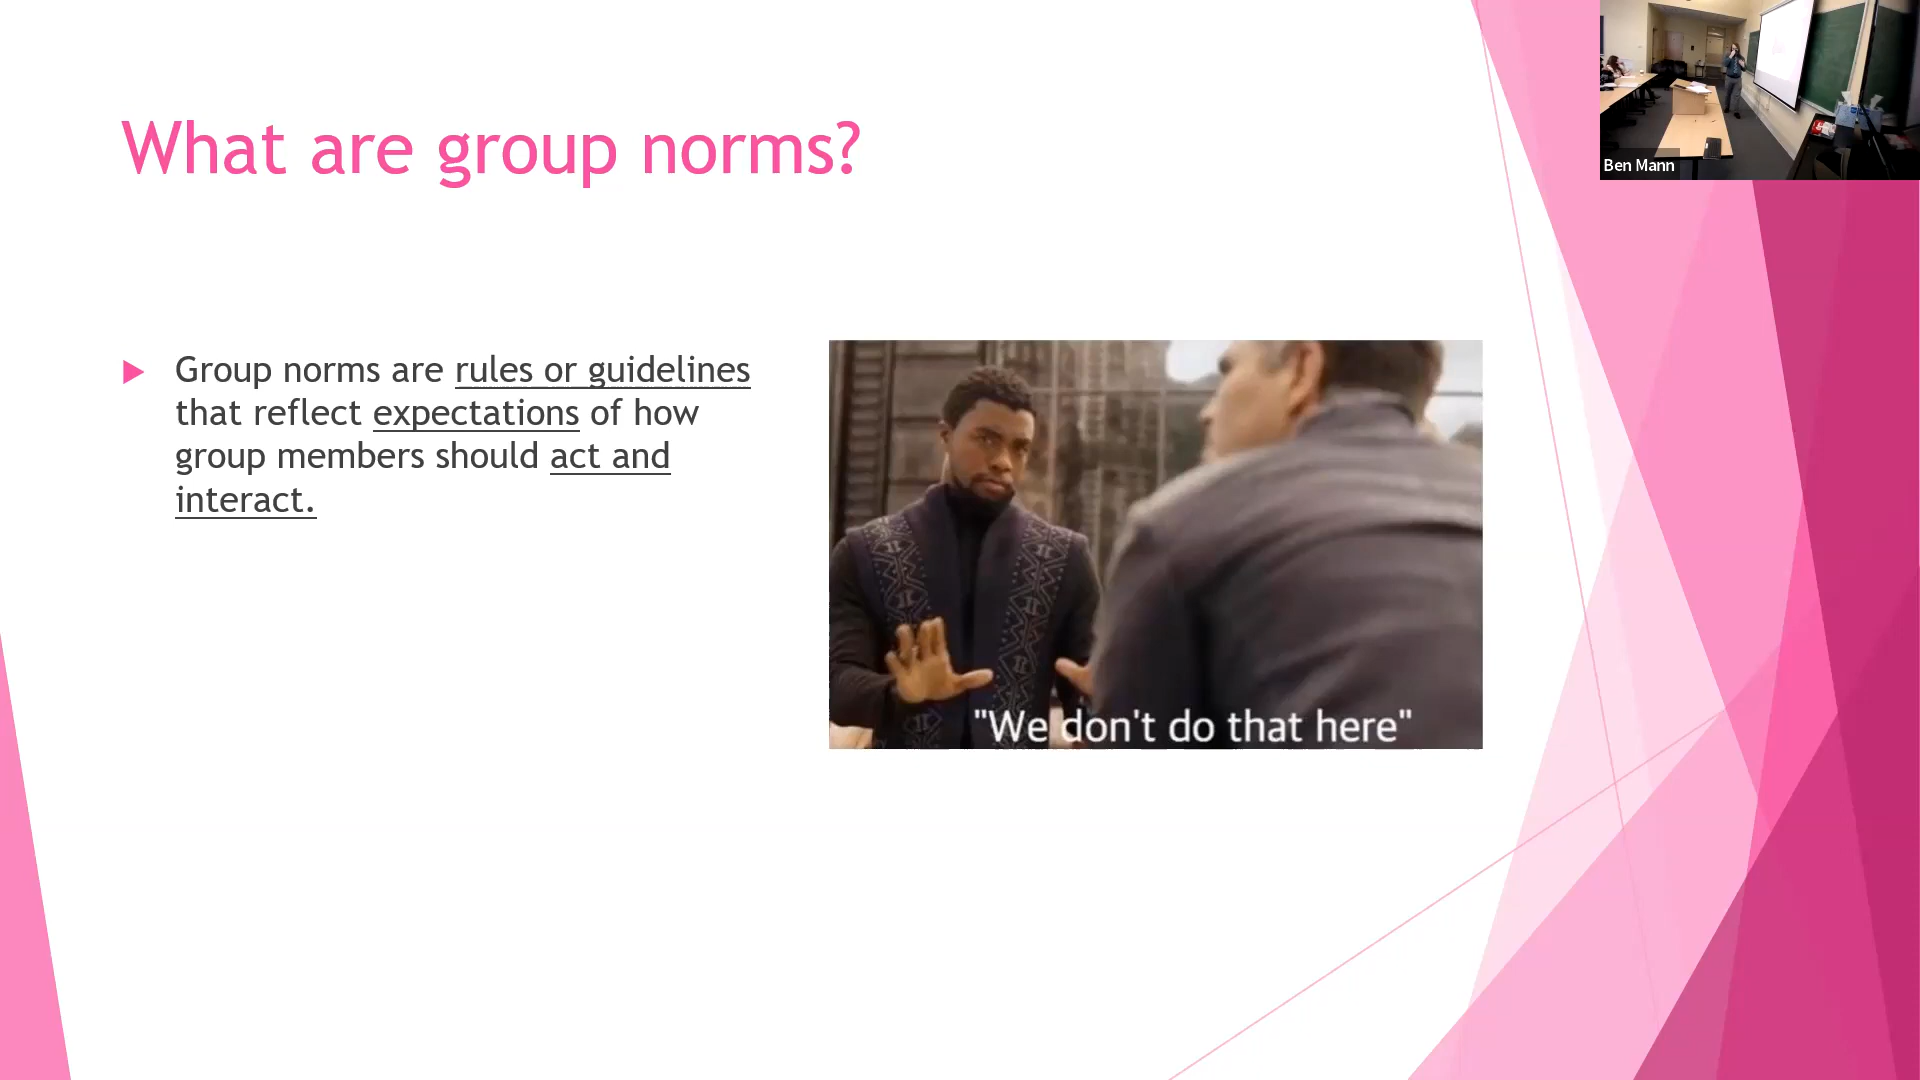 What are group norms?
Group norms are rules or guidelines
that reflect expectations of how
group members should act and
interact.
"We don't do that here"
Ben Mann